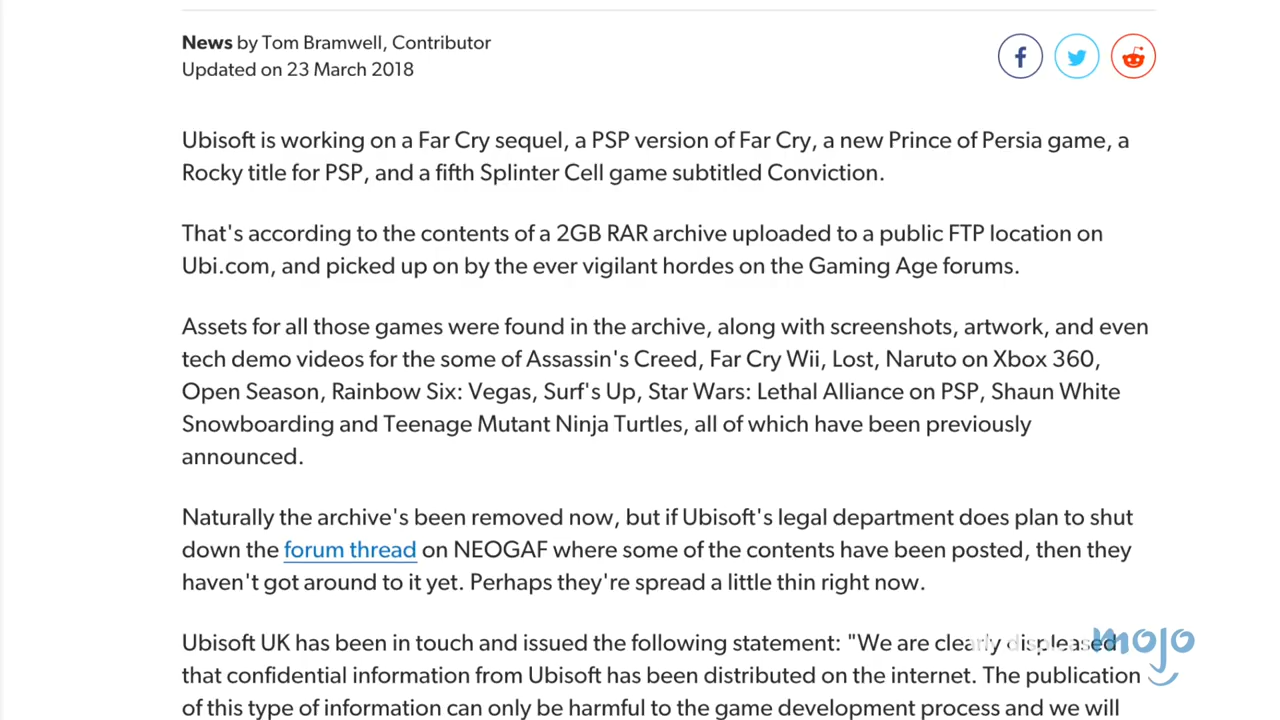 News by Tom Bramwell, Contributor
Updated on 23 March 2018
Ubisoft is working on a Far Cry sequel, a PSP version of Far Cry, a new Prince of Persia game, a
Rocky title for PSP, and a fifth Splinter Cell game subtitled Conviction.
That's according to the contents of a 2GB RAR archive uploaded to a public FTP location on
Ubi.com, and picked up on by the ever vigilant hordes on the Gaming Age forums.
Assets for all those games were found in the archive, along with screenshots, artwork, and even
tech demo videos for the some of Assassin's Creed, Far Cry Wii, Lost, Naruto on Xbox 360,
Open Season, Rainbow Six: Vegas, Surf's Up, Star Wars: Lethal Alliance on PSP, Shaun White
Snowboarding and Teenage Mutant Ninja Turtles, all of which have been previously
announced.
Naturally the archive's been removed now, but if Ubisoft's legal department does plan to shut
down the forum thread on NEOGAF where some of the contents have been posted, then they
haven't got around to it yet. Perhaps they're spread a little thin right now.
Ubisoft UK has been in touch and issued the following statement: "We are clearly displeased
that confidential information from Ubisoft has been distributed on the internet. The publication
of this type of information can only be harmful to the game development process and we will
mojo